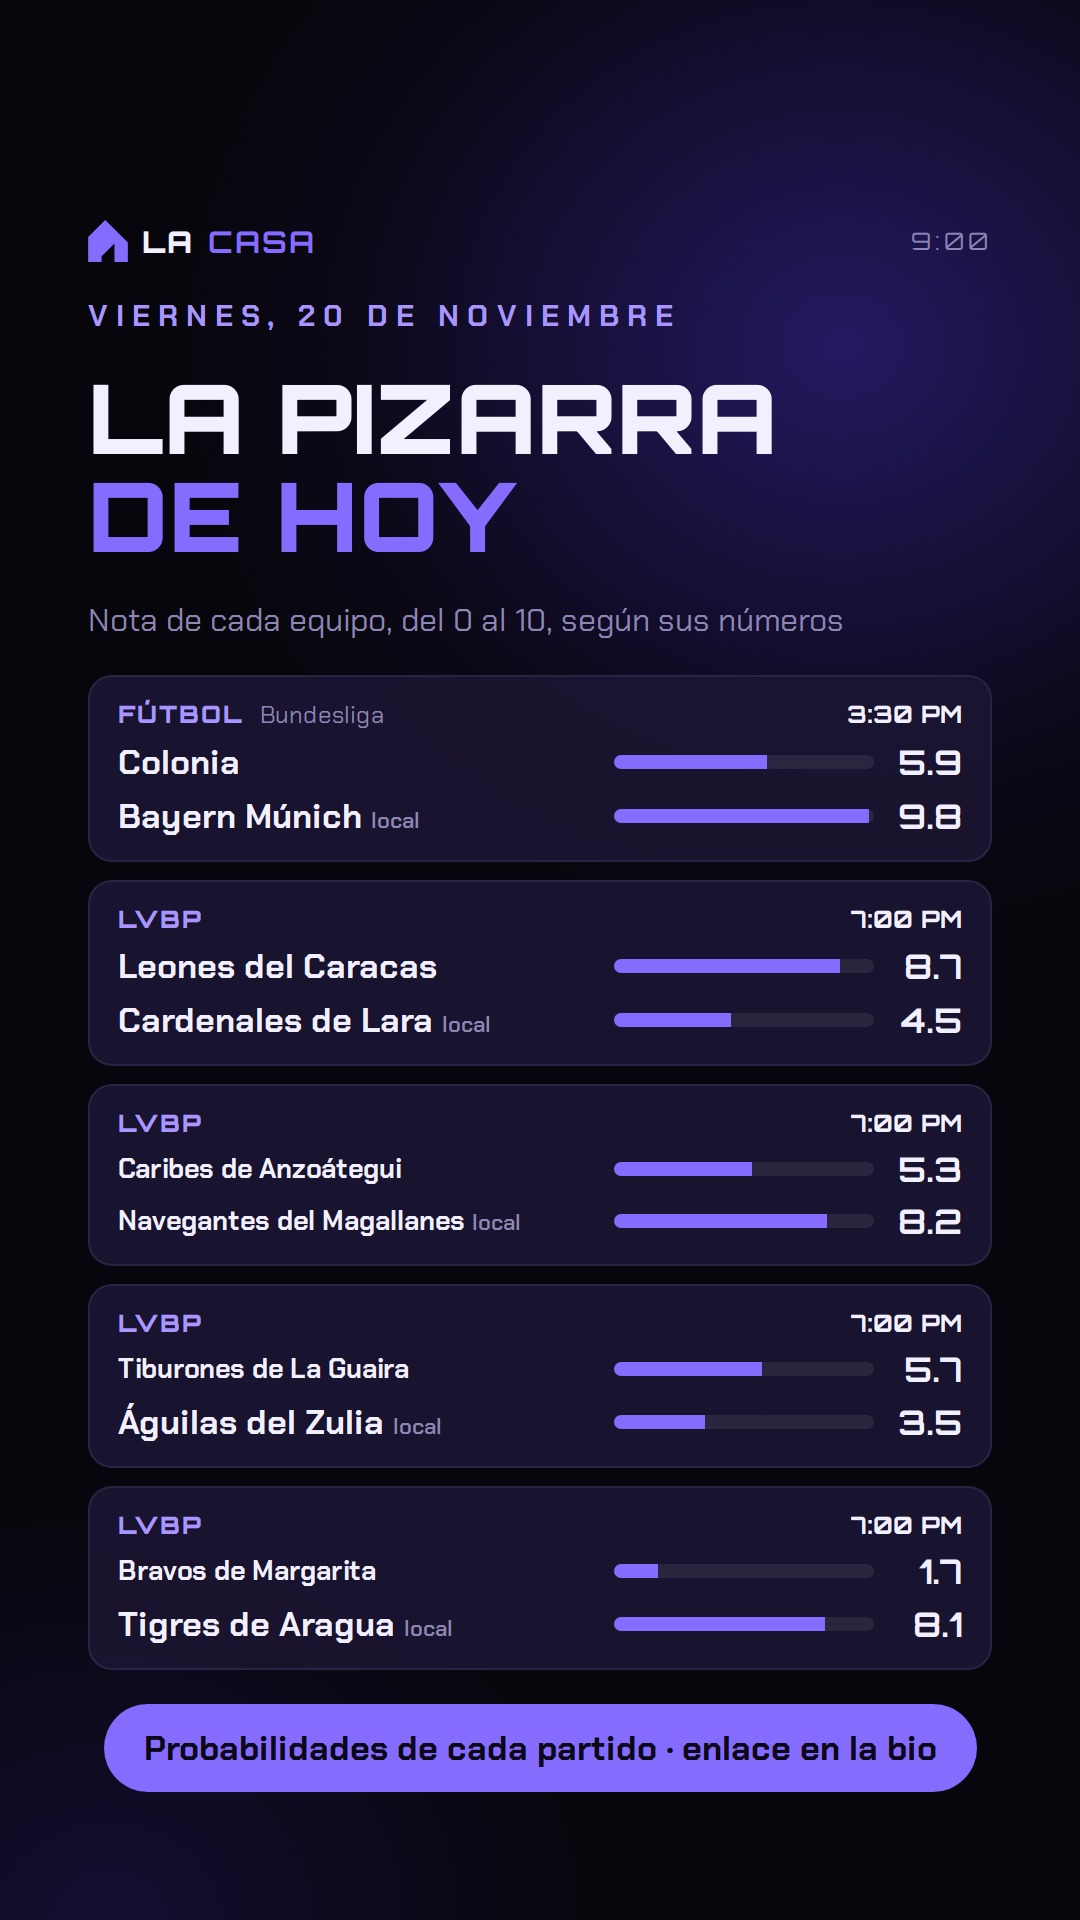 LA CASA
9:00
VIERNES, 20 DE NOVIEMBRE
LA PIZARRA
DE HOY
Nota de cada equipo, del 0 al 10, según sus números
FÚTBOL Bundesliga 3:30 PM
Colonia 5.9
Bayern Múnich local 9.8
LVBP 7:00 PM
Leones del Caracas 8.7
Cardenales de Lara local 4.5
LVBP 7:00 PM
Caribes de Anzoátegui 5.3
Navegantes del Magallanes local 8.2
LVBP 7:00 PM
Tiburones de La Guaira 5.7
Águilas del Zulia local 3.5
LVBP 7:00 PM
Bravos de Margarita 1.7
Tigres de Aragua local 8.1
Probabilidades de cada partido · enlace en la bio